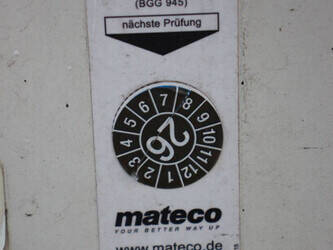 (BGG 945)
nächste Prüfung
1 2 3 4 5 6 7 8 9 10 11 12
26
mateco
YOUR BETTER WAY UP
www.mateco.de